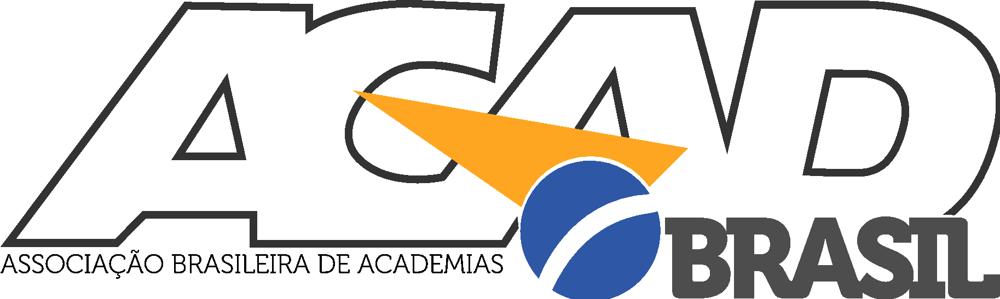 ACAD
BRASIL
ASSOCIAÇÃO BRASILEIRA DE ACADEMIAS